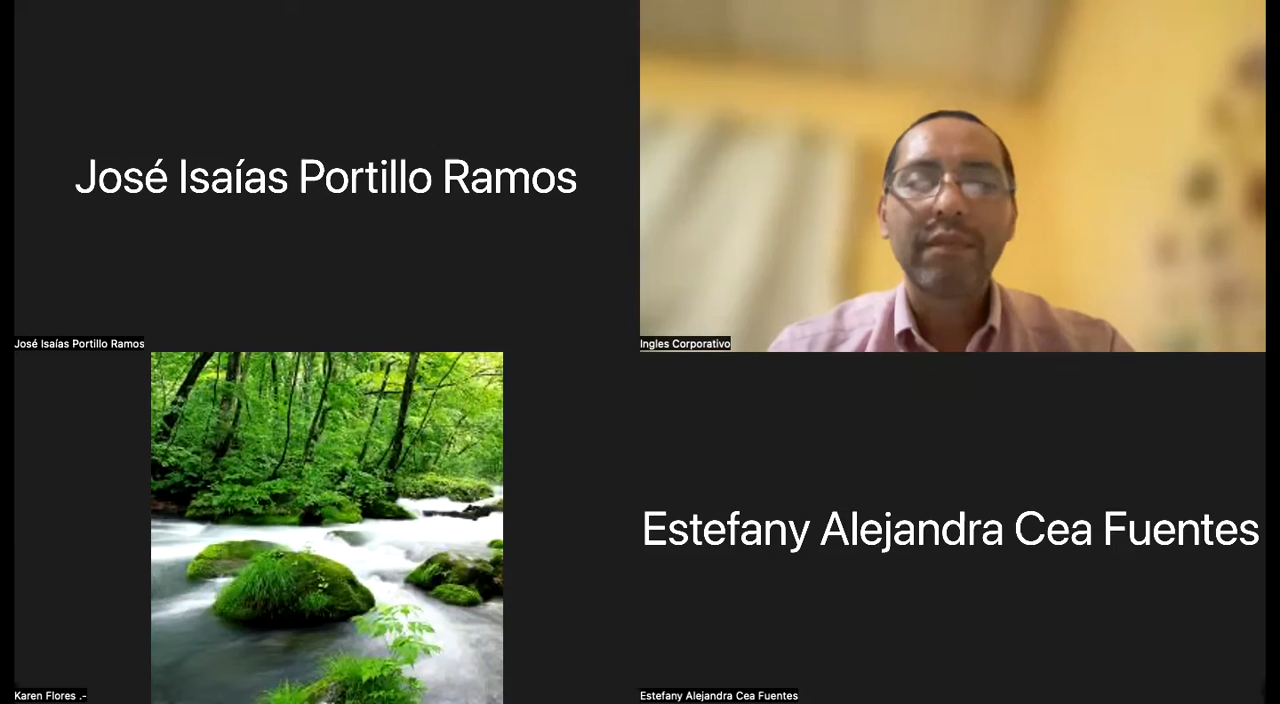 José Isaías Portillo Ramos
José Isaías Portillo Ramos
Ingles Corporativo
Estefany Alejandra Cea Fuentes
Karen Flores .-
Estefany Alejandra Cea Fuentes